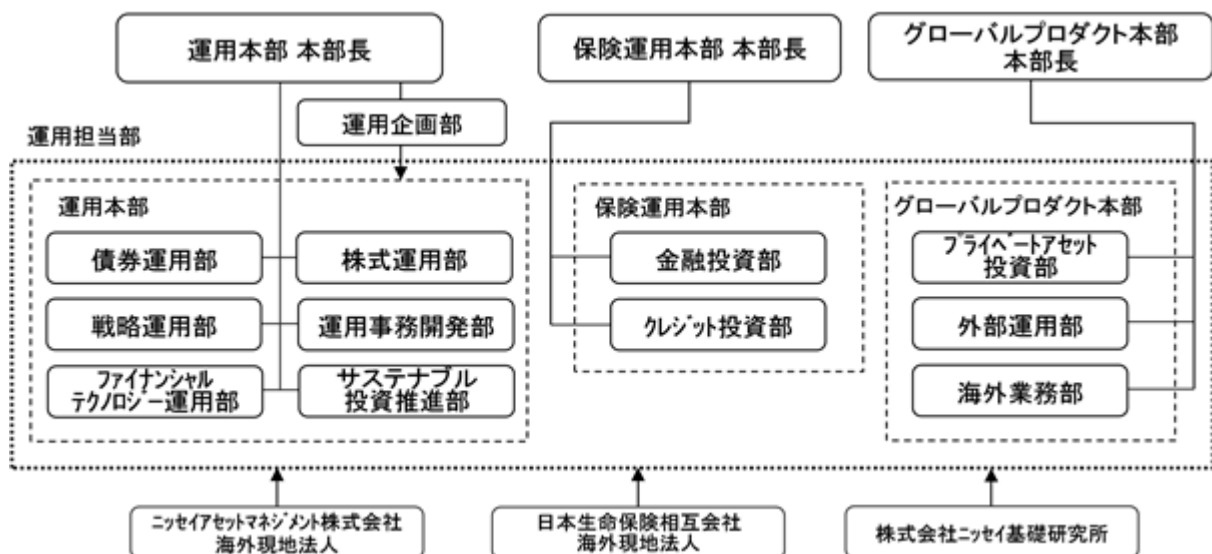 運用本部 本部長
保険運用本部 本部長
グローバルプロダクト本部
本部長
運用企画部
運用担当部
運用本部
債券運用部
株式運用部
戦略運用部
運用事務開発部
ファイナンシャル
テクノロジー運用部
サステナブル
投資推進部
保険運用本部
金融投資部
クレジット投資部
グローバルプロダクト本部
プライベートアセット
投資部
外部運用部
海外業務部
ニッセイアセットマネジメント株式会社
海外現地法人
日本生命保険相互会社
海外現地法人
株式会社ニッセイ基礎研究所